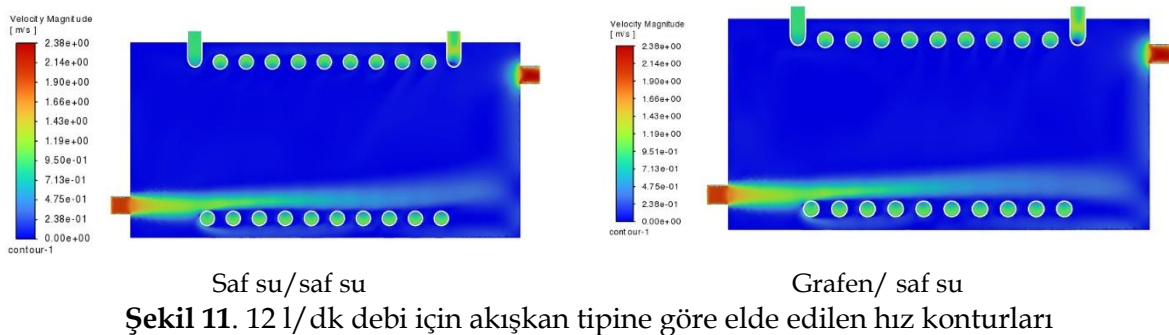 Velocity Magnitude
[ m/s ]
2.38e+00
2.14e+00
1.90e+00
1.66e+00
1.43e+00
1.19e+00
9.50e-01
7.13e-01
4.75e-01
2.38e-01
0.00e+00
contour-1
Velocity Magnitude
[ m/s ]
2.38e+00
2.14e+00
1.90e+00
1.66e+00
1.43e+00
1.19e+00
9.51e-01
7.13e-01
4.75e-01
2.38e-01
0.00e+00
contour-1
Saf su/saf su
Grafen/ saf su
Şekil 11. 12 l/dk debi için akışkan tipine göre elde edilen hız konturları